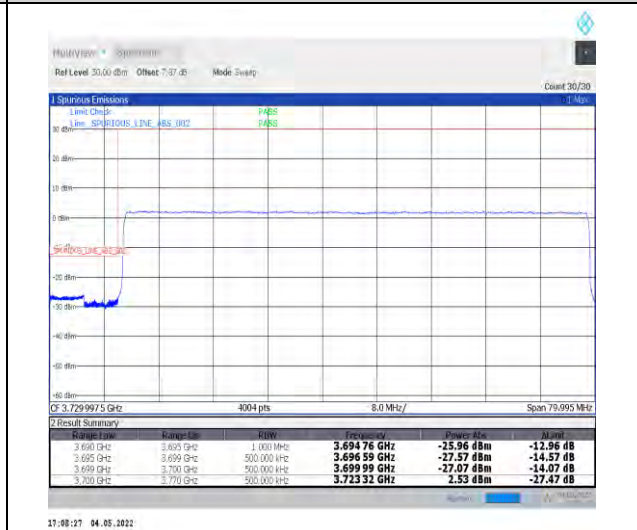 MultiView Spectrum
Ref Level 30.00 dBm Offset 7.87 dB Mode Sweep
Count 30/30
1 Spurious Emissions 1 Max
Limit Check PASS
Line SPURIOUS_LINE_ABS_002 PASS
30 dBm
20 dBm
10 dBm
0 dBm
SPURIOUS_LINE_ABS_002
-20 dBm
-30 dBm
-40 dBm
-50 dBm
-60 dBm
CF 3.7299975 GHz 4004 pts 8.0 MHz/ Span 79.995 MHz
2 Result Summary
Range Low Range Up RBW Frequency Power Abs ΔLimit
3.690 GHz 3.695 GHz 1.000 MHz 3.694 76 GHz -25.96 dBm -12.96 dB
3.695 GHz 3.699 GHz 500.000 kHz 3.696 59 GHz -27.57 dBm -14.57 dB
3.699 GHz 3.700 GHz 500.000 kHz 3.699 99 GHz -27.07 dBm -14.07 dB
3.700 GHz 3.770 GHz 500.000 kHz 3.723 32 GHz 2.53 dBm -27.47 dB
17:08:27 04.05.2022